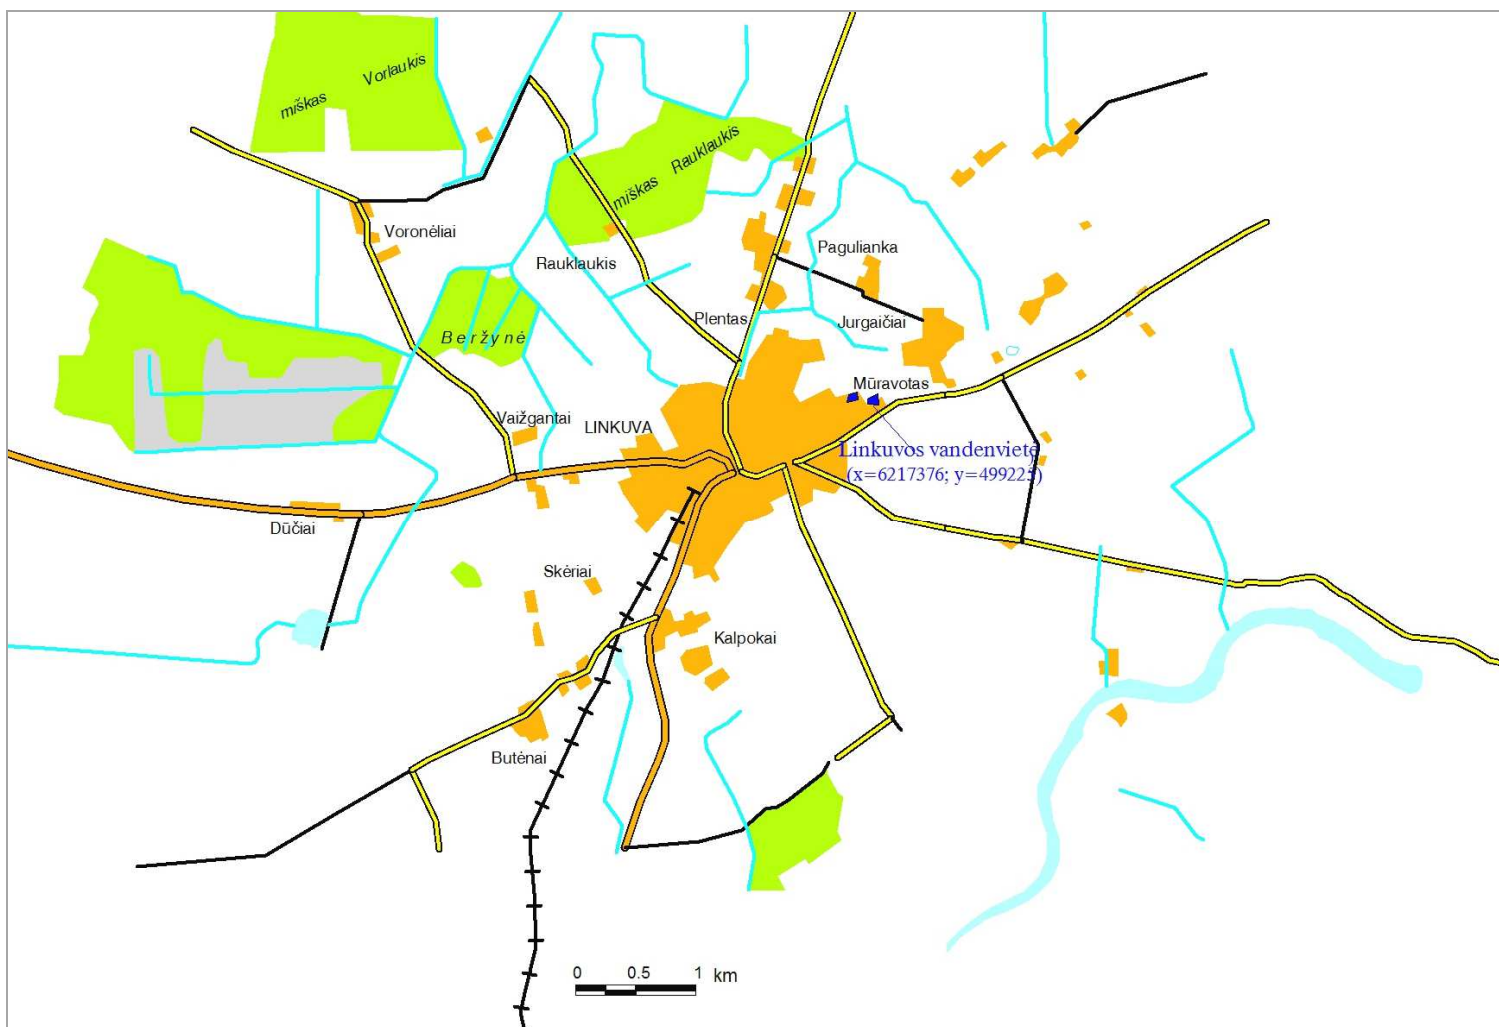 Vorlaukis
miškas
Rauklaukis
miškas
Voronėliai
Pagulianka
Rauklaukis
Plentas
Jurgaičiai
Beržynė
Mūravotas
Vaižgantai
LINKUVA
Linkuvos vandenvietė
(x=6217376; y=499225)
Dūčiai
Skėriai
Kalpokai
Butėnai
0 0.5 1 km